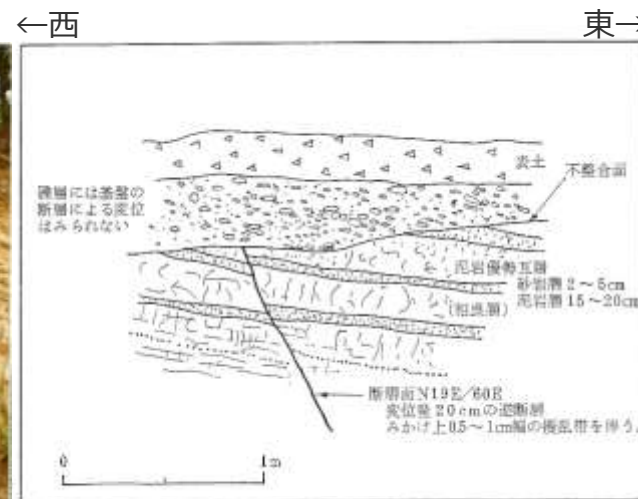 ←西
東→
表土
不整合面
礫層には基盤の
断層による変位
はみられない
泥岩優勢互層
砂岩層2～5cm
泥岩層15～20cm
(相良層)
断層面N19E/60E
変位量20cmの逆断層
みかけ上0.5～1cm幅の擾乱帯を伴う。
0
1m